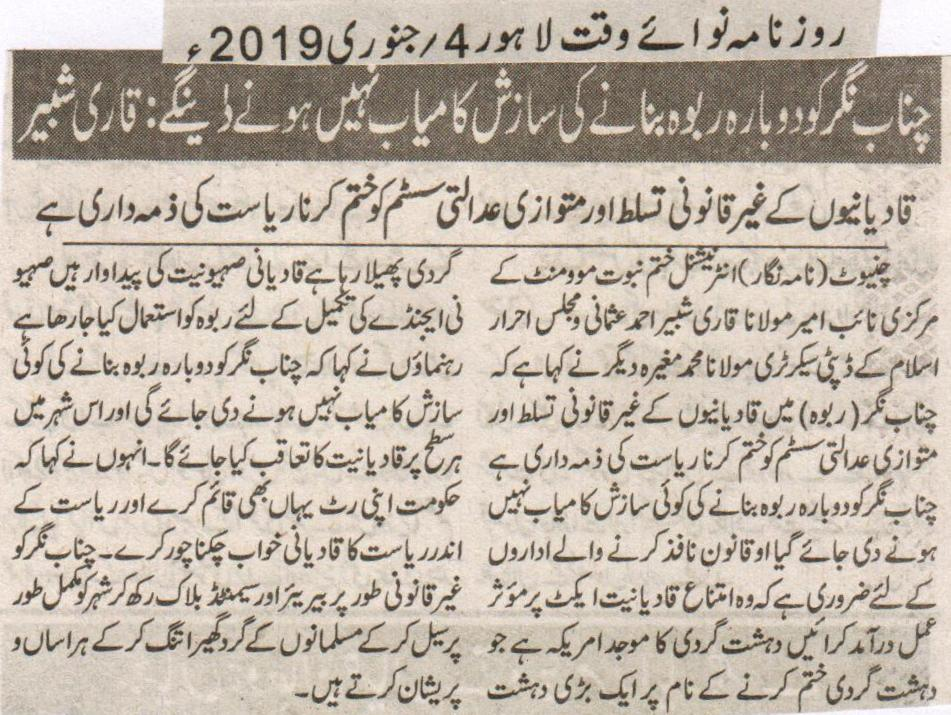 روزنامہ نوائے وقت لاہور 4/جنوری 2019ء
چناب نگر کو دوبارہ ربوہ بنانے کی سازش کامیاب نہیں ہونے دینگے: قاری شبیر
قادیانیوں کے غیر قانونی تسلط اور متوازی عدالتی سسٹم کو ختم کرنا ریاست کی ذمہ داری ہے
چنیوٹ (نامہ نگار) انٹرنیشنل ختم نبوت موومنٹ کے
مرکزی نائب امیر مولانا قاری شبیر احمد عثمانی و مجلس احرار
اسلام کے ڈپٹی سیکرٹری مولانا محمد مغیرہ دیگر نے کہا ہے کہ
چناب نگر (ربوہ) میں قادیانیوں کے غیر قانونی تسلط اور
متوازی عدالتی سسٹم کو ختم کرنا ریاست کی ذمہ داری ہے
چناب نگر کو دوبارہ ربوہ بنانے کی کوئی سازش کامیاب نہیں
ہونے دی جائے گیا و قانون نافذ کرنے والے اداروں
کے لئے ضروری ہے کہ وہ امتناع قادیانیت ایکٹ پر مؤثر
عمل درآمد کرائیں دہشت گردی کا موجد امریکہ ہے جو
دہشت گردی ختم کرنے کے نام پر ایک بڑی دہشت
گردی پھیلا رہا ہے قادیانی صہیونیت کی پیداوار ہیں صہیو
نی ایجنڈے کی تکمیل کے لئے ربوہ کو استعمال کیا جارھا ہے
رہنماؤں نے کہا کہ چناب نگر کو دوبارہ ربوہ بنانے کی کوئی
سازش کامیاب نہیں ہونے دی جائے گی اور اس شہر میں
ہر سطح پر قادیانیت کا تعاقب کیا جائے گا۔ انہوں نے کہا کہ
حکومت اپنی رٹ یہاں بھی قائم کرے اور ریاست کے
اندر ریاست کا قادیانی خواب چکنا چور کرے۔ چناب نگر کو
غیر قانونی طور پر بیریئر اور سیمنٹڈ بلاک رکھ کر شہر کو مکمل طور
پر سیل کر کے مسلمانوں کے گرد گھیرا تنگ کر کے ہراساں و
پریشان کرتے ہیں۔